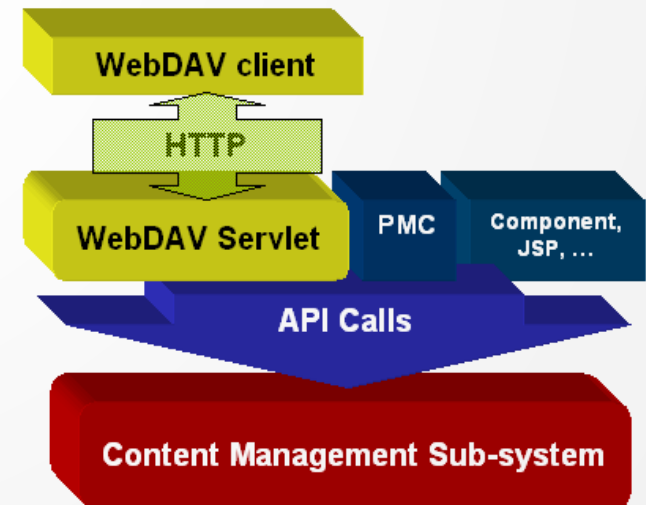 WebDAV client
HTTP
WebDAV Servlet
PMC
Component,
JSP, ...
API Calls
Content Management Sub-system